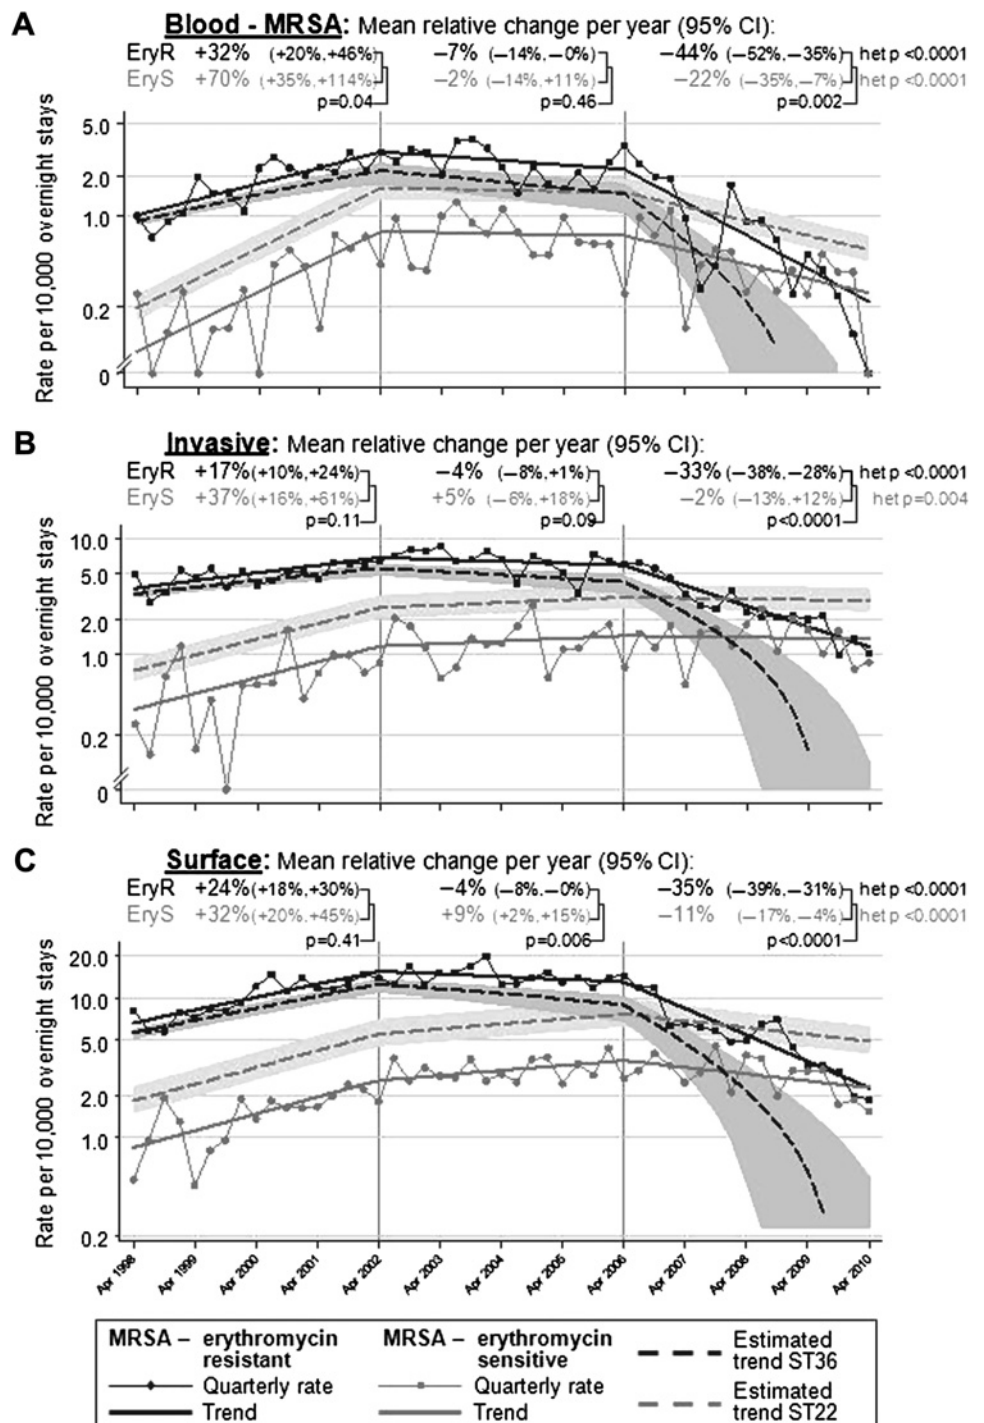 A Blood - MRSA: Mean relative change per year (95% CI):
EryR +32% (+20%,+46%) −7% (−14%,−0%) −44% (−52%,−35%) het p <0.0001
EryS +70% (+35%,+114%) −2% (−14%,+11%) −22% (−35%,−7%) het p <0.0001
p=0.04 p=0.46 p=0.002
Rate per 10,000 overnight stays
5.0
2.0
1.0
0.2
0
B Invasive: Mean relative change per year (95% CI):
EryR +17% (+10%,+24%) −4% (−8%,+1%) −33% (−38%,−28%) het p <0.0001
EryS +37% (+16%,+61%) +5% (−6%,+18%) −2% (−13%,+12%) het p=0.004
p=0.11 p=0.09 p<0.0001
Rate per 10,000 overnight stays
10.0
5.0
2.0
1.0
0.2
0
C Surface: Mean relative change per year (95% CI):
EryR +24% (+18%,+30%) −4% (−8%,−0%) −35% (−39%,−31%) het p <0.0001
EryS +32% (+20%,+45%) +9% (+2%,+15%) −11% (−17%,−4%) het p <0.0001
p=0.41 p=0.006 p<0.0001
Rate per 10,000 overnight stays
20.0
10.0
5.0
2.0
1.0
0.2
Apr 1998 Apr 1999 Apr 2000 Apr 2001 Apr 2002 Apr 2003 Apr 2004 Apr 2005 Apr 2006 Apr 2007 Apr 2008 Apr 2009 Apr 2010
MRSA – erythromycin resistant
Quarterly rate
Trend
MRSA – erythromycin sensitive
Quarterly rate
Trend
Estimated trend ST36
Estimated trend ST22